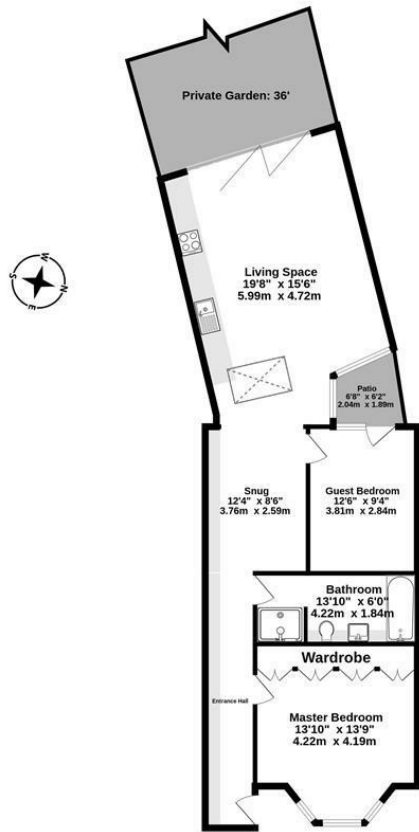 Private Garden: 36'
Living Space
19'8" x 15'6"
5.99m x 4.72m
W
N
S
E
Patio
6'8" x 6'2"
2.04m x 1.89m
Snug
12'4" x 8'6"
3.76m x 2.59m
Guest Bedroom
12'6" x 9'4"
3.81m x 2.84m
Bathroom
13'10" x 6'0"
4.22m x 1.84m
Wardrobe
Entrance Hall
Master Bedroom
13'10" x 13'9"
4.22m x 4.19m